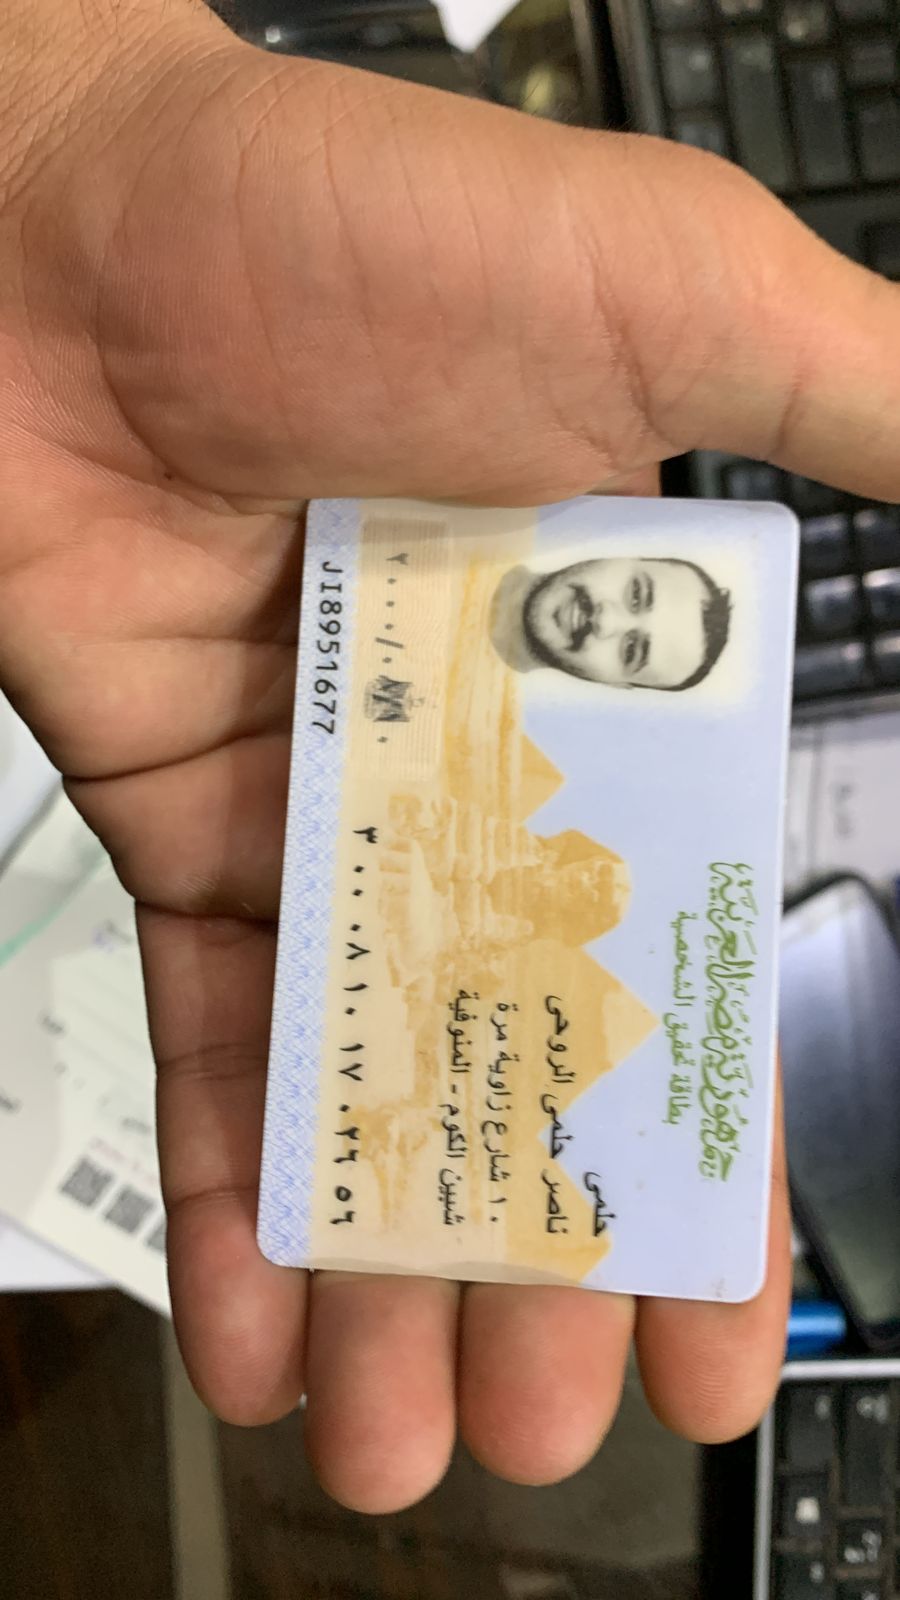 جمهورية مصر العربية
بطاقة تحقيق الشخصية
حلمى
ناصر حلمى الروحى
١٠ شارع زاوية مرة
شبين الكوم - المنوفية
٣٠٠٠٨١٠١٧٠٢٦٥٦
JI8951677